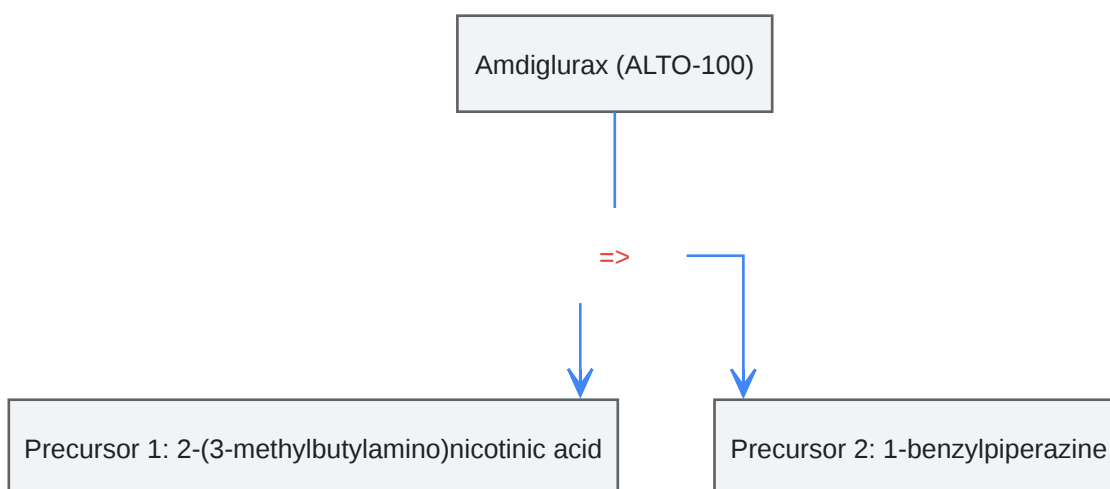 Amdiglurax (ALTO-100)
=>
Precursor 1: 2-(3-methylbutylamino)nicotinic acid
Precursor 2: 1-benzylpiperazine